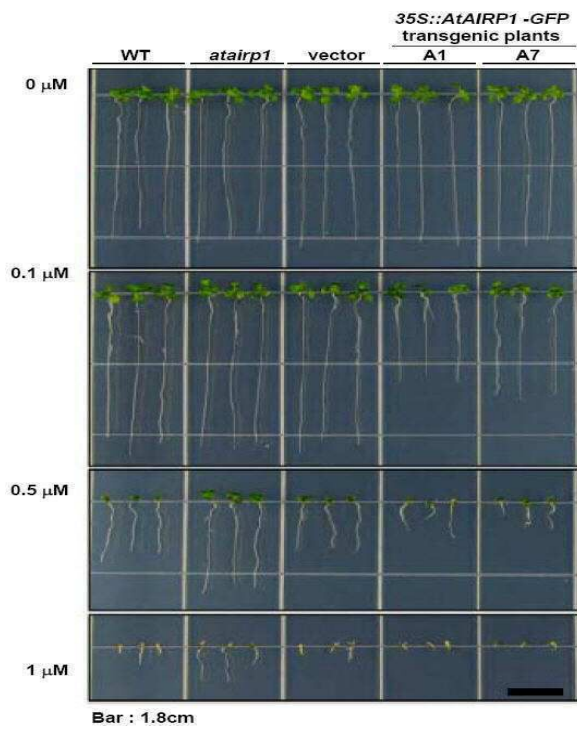 35S::AtAIRP1 -GFP
transgenic plants
WT atairp1 vector A1 A7
0 μM
0.1 μM
0.5 μM
1 μM
Bar : 1.8cm